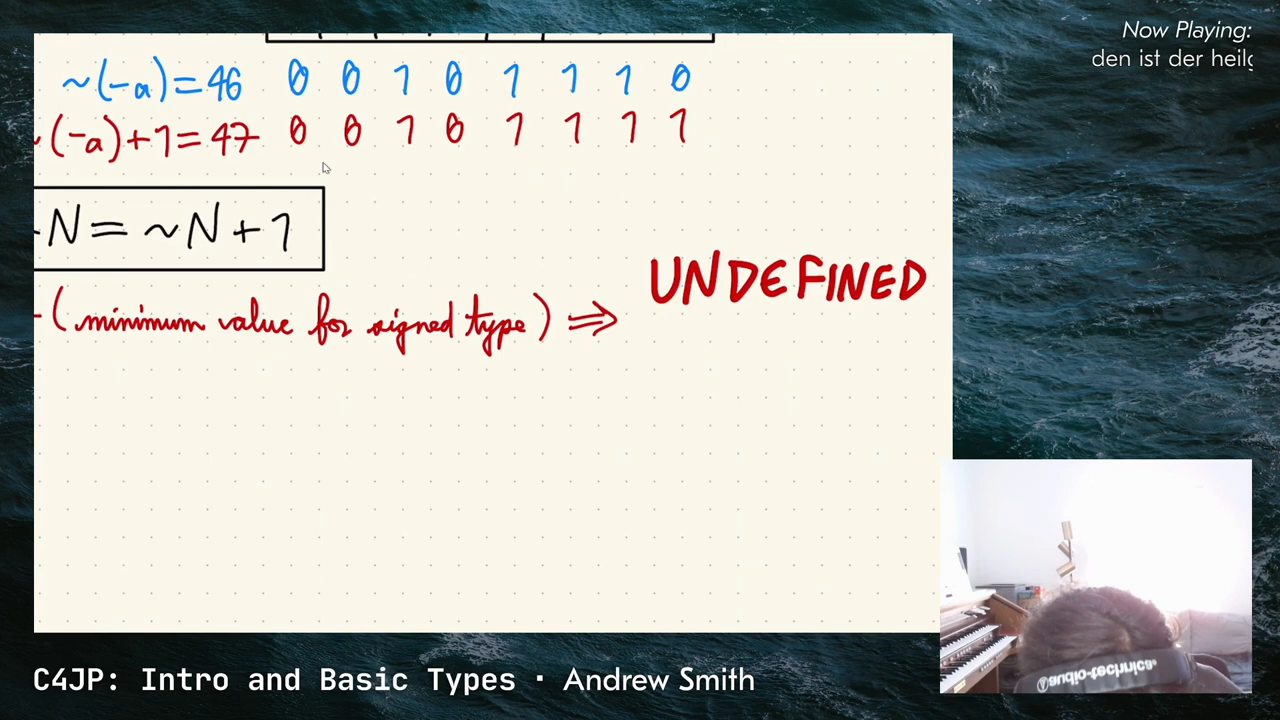 Now Playing:
den ist der heilg
~(-a)=46 0 0 1 0 1 1 1 0
~(-a)+1=47 0 0 1 0 1 1 1 1
-N=~N+1
UNDEFINED
-(minimum value for signed type) ⇒
audio-technica
C4JP: Intro and Basic Types · Andrew Smith